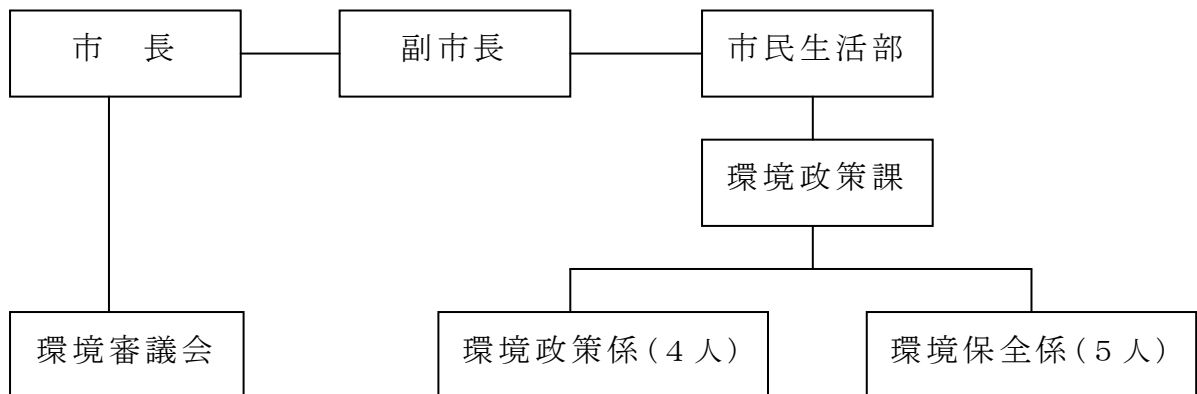 市　長
副市長
市民生活部
環境政策課
環境審議会
環境政策係(４人)
環境保全係(５人)